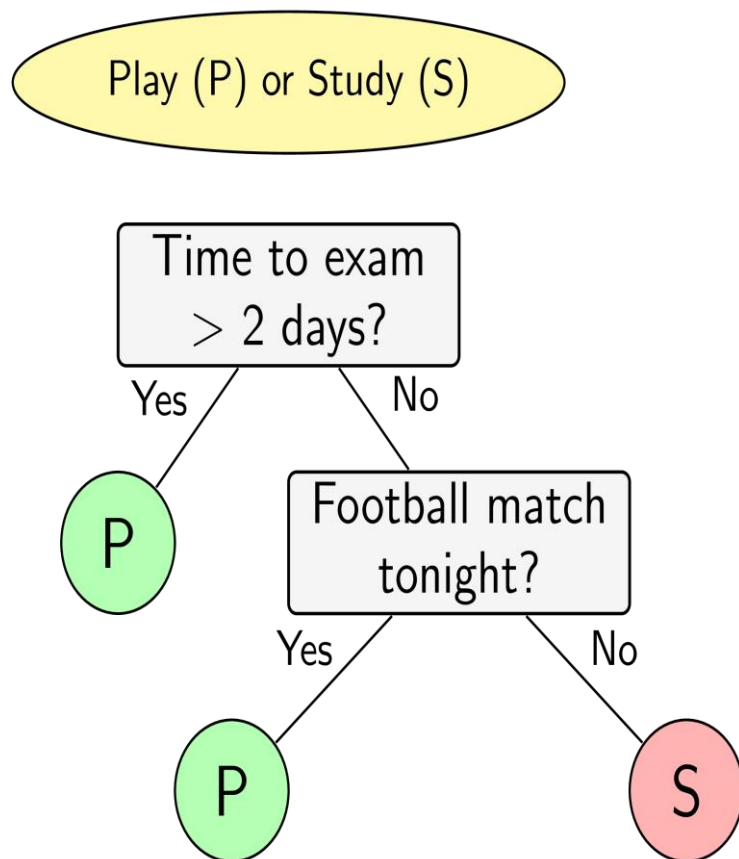 Play (P) or Study (S)
Time to exam
> 2 days?
Yes
No
P
Football match
tonight?
Yes
No
P
S